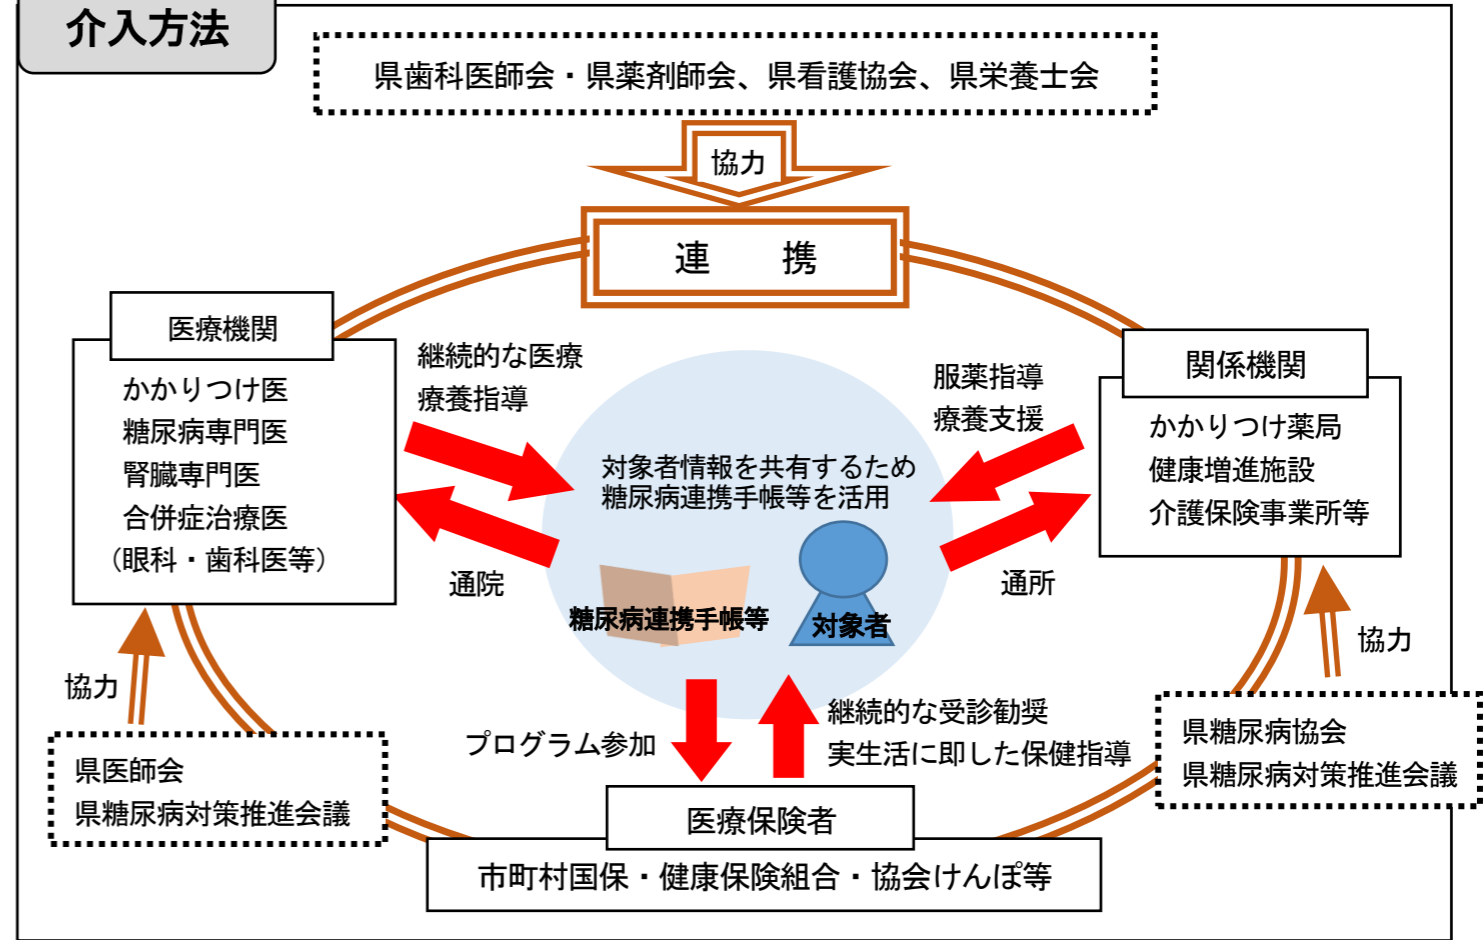 介入方法
県歯科医師会・県薬剤師会、県看護協会、県栄養士会
協力
連　携
医療機関
かかりつけ医
糖尿病専門医
腎臓専門医
合併症治療医
（眼科・歯科医等）
継続的な医療
療養指導
通院
対象者情報を共有するため
糖尿病連携手帳等を活用
糖尿病連携手帳等
対象者
服薬指導
療養支援
通所
関係機関
かかりつけ薬局
健康増進施設
介護保険事業所等
協力
県医師会
県糖尿病対策推進会議
プログラム参加
継続的な受診勧奨
実生活に即した保健指導
協力
県糖尿病協会
県糖尿病対策推進会議
医療保険者
市町村国保・健康保険組合・協会けんぽ等